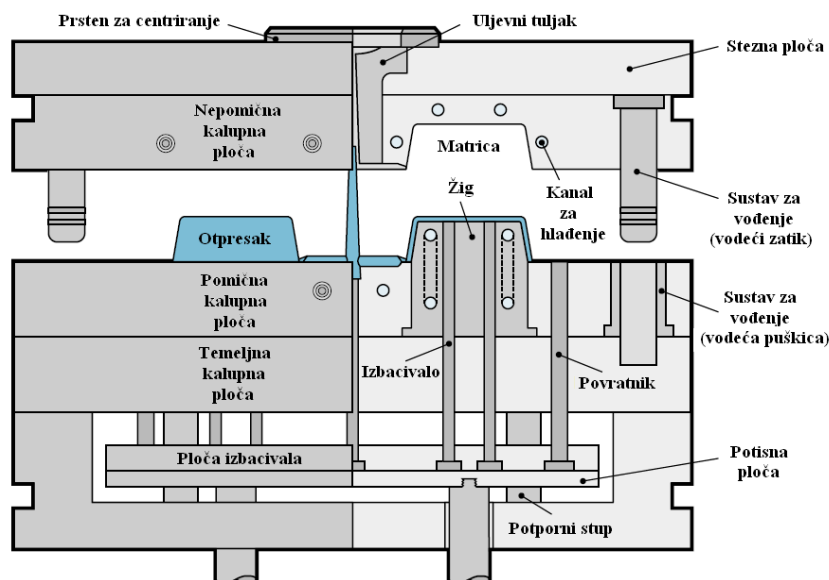 Prsten za centriranje
Uljevni tuljak
Stezna ploča
Nepomična
kalupna
ploča
Matrica
Žig
Kanal
za
hlađenje
Sustav za
vođenje
(vodeći zatik)
Otpresak
Pomična
kalupna
ploča
Sustav za
vođenje
(vodeća puškica)
Temeljna
kalupna
ploča
Izbacivalo
Povratnik
Ploča izbacivala
Potisna
ploča
Potporni stup